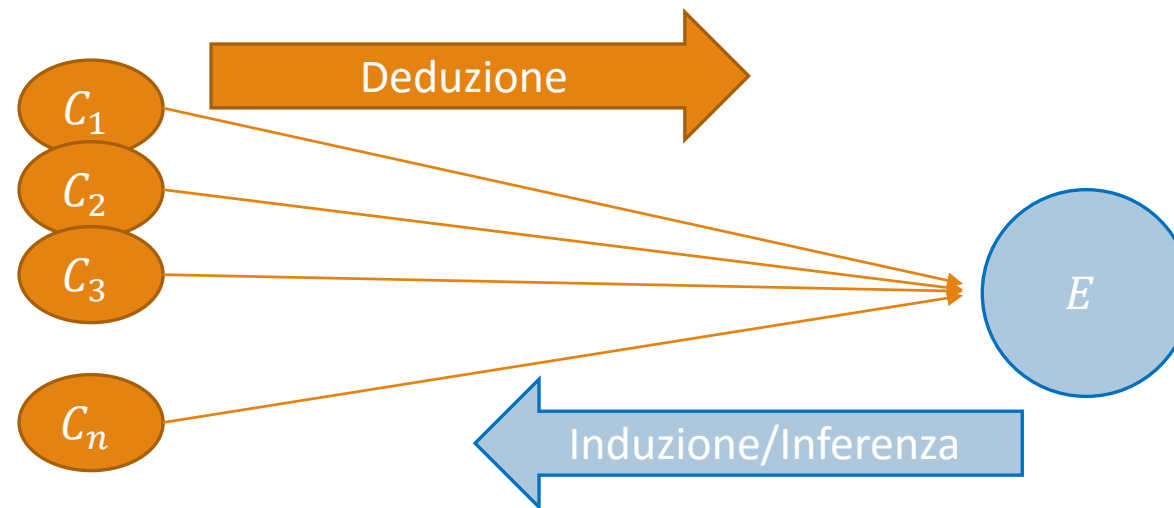 Deduzione
C₁
C₂
C₃
E
Cₙ
Induzione/Inferenza